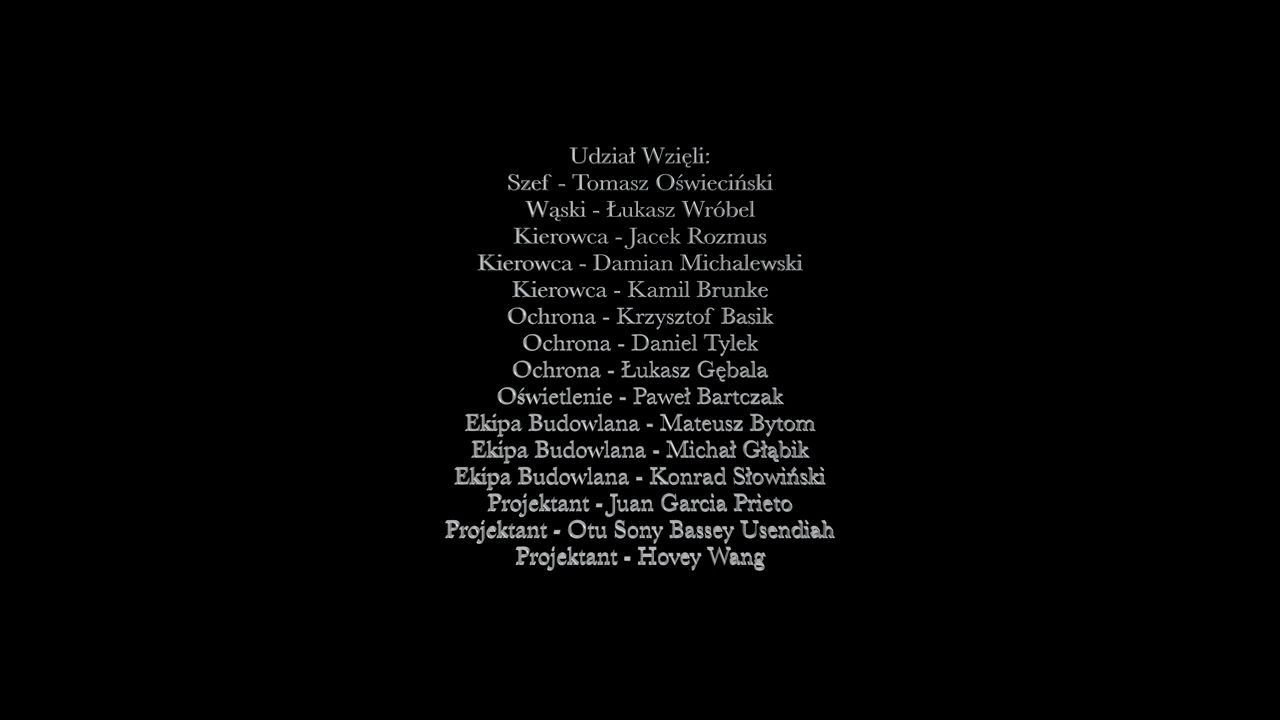 Udział Wzięli:
Szef - Tomasz Oświeciński
Wąski - Łukasz Wróbel
Kierowca - Jacek Rozmus
Kierowca - Damian Michalewski
Kierowca - Kamil Brunke
Ochrona - Krzysztof Basik
Ochrona - Daniel Tylek
Ochrona - Łukasz Gębala
Oświetlenie - Paweł Bartczak
Ekipa Budowlana - Mateusz Bytom
Ekipa Budowlana - Michał Głąbik
Ekipa Budowlana - Konrad Słowiński
Projektant - Juan Garcia Prieto
Projektant - Otu Sony Bassey Usendiah
Projektant - Hovey Wang